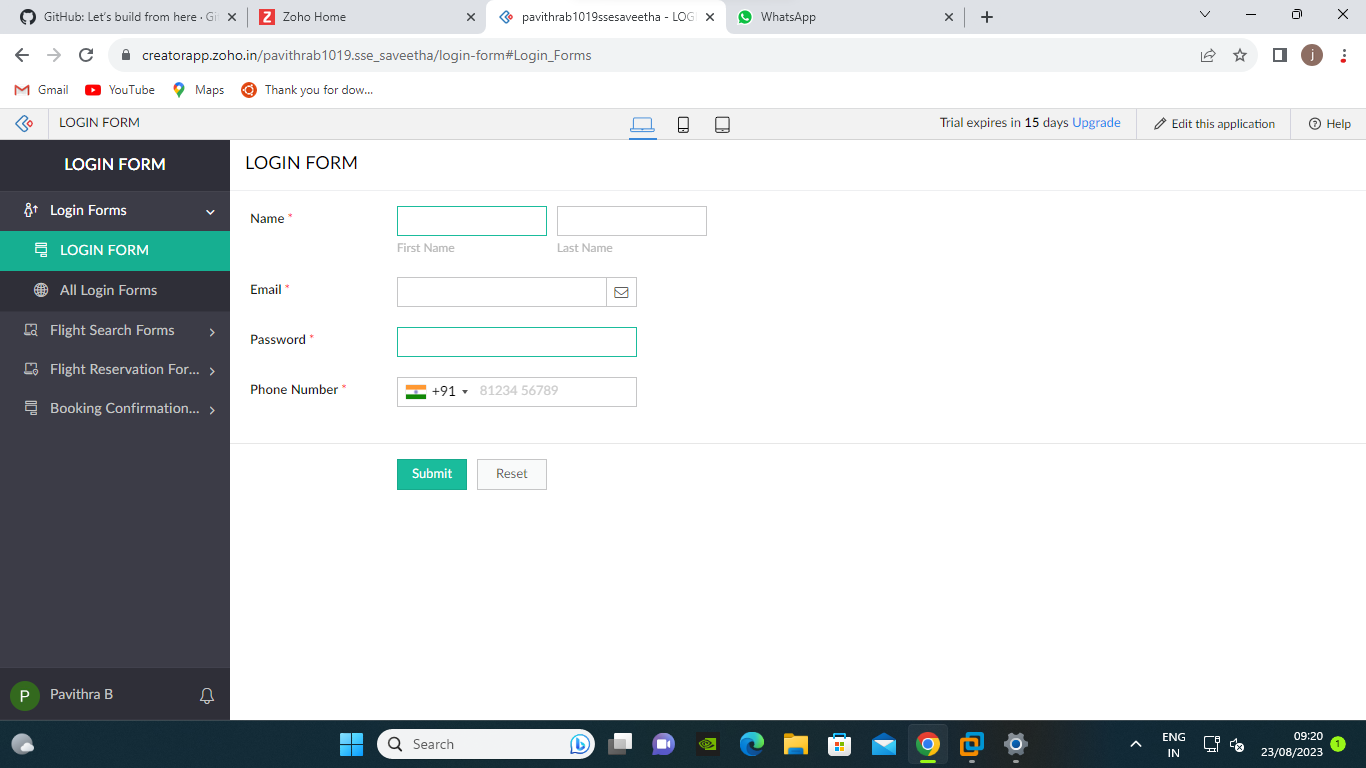 GitHub: Let's build from here · Gi
Zoho Home
pavithrab1019ssesaveetha - LOGI
WhatsApp
creatorapp.zoho.in/pavithrab1019.sse_saveetha/login-form#Login_Forms
j
Gmail
YouTube
Maps
Thank you for dow...
LOGIN FORM
Trial expires in 15 days Upgrade
Edit this application
Help
LOGIN FORM
Login Forms
LOGIN FORM
All Login Forms
Flight Search Forms
Flight Reservation For...
Booking Confirmation...
Pavithra B
P
LOGIN FORM
Name *
First Name
Last Name
Email *
Password *
Phone Number *
+91
81234 56789
Submit
Reset
Search
ENG
IN
09:20
23/08/2023
1